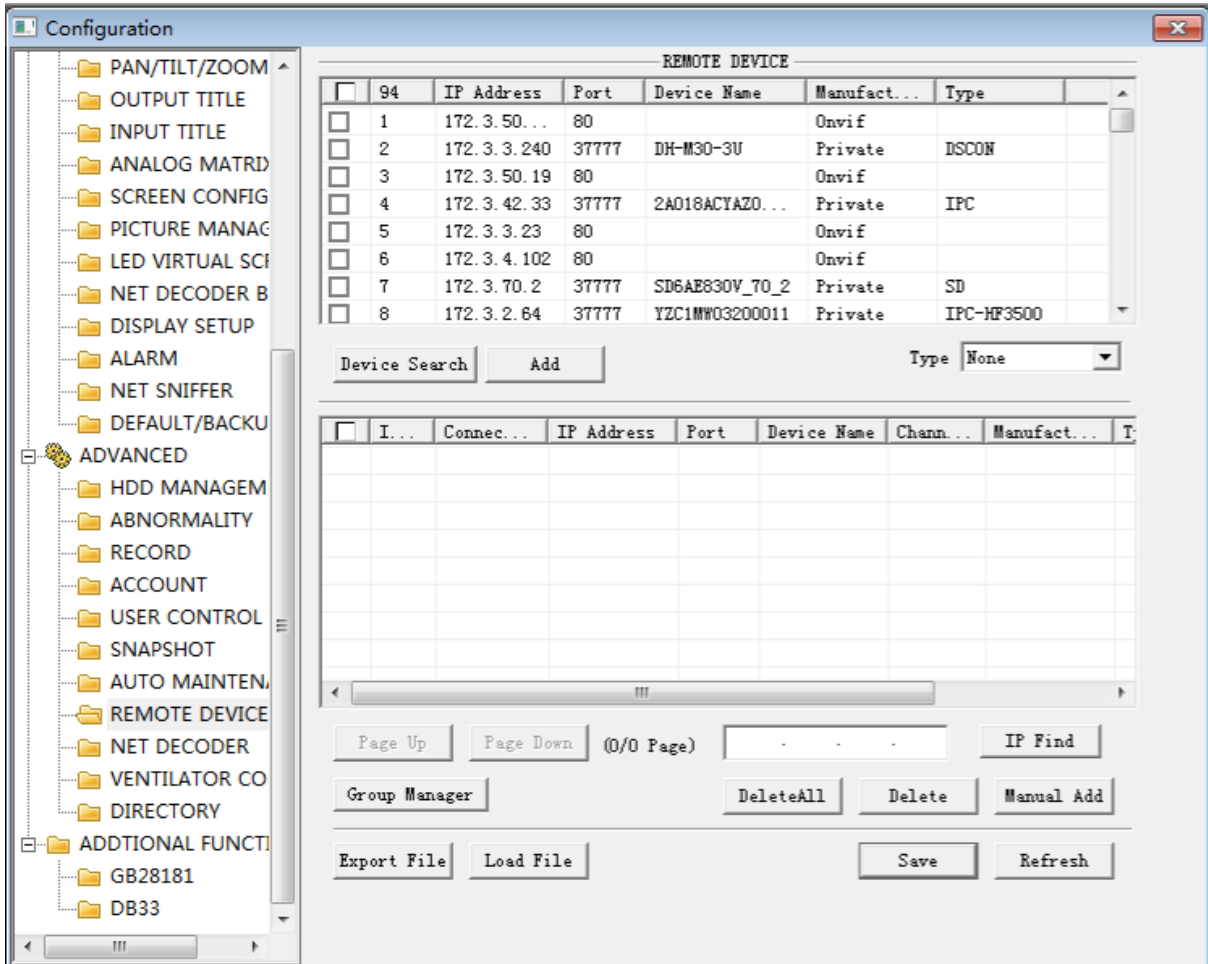 Configuration
PAN/TILT/ZOOM
OUTPUT TITLE
INPUT TITLE
ANALOG MATRIX
SCREEN CONFIG
PICTURE MANAG
LED VIRTUAL SCR
NET DECODER B
DISPLAY SETUP
ALARM
NET SNIFFER
DEFAULT/BACKU
ADVANCED
HDD MANAGEM
ABNORMALITY
RECORD
ACCOUNT
USER CONTROL
SNAPSHOT
AUTO MAINTENA
REMOTE DEVICE
NET DECODER
VENTILATOR CO
DIRECTORY
ADDTIONAL FUNCTI
GB28181
DB33
REMOTE DEVICE
94 IP Address Port Device Name Manufact... Type
1 172.3.50... 80 Onvif
2 172.3.3.240 37777 DH-M30-3U Private DSCON
3 172.3.50.19 80 Onvif
4 172.3.42.33 37777 2A018ACYAZ0... Private IPC
5 172.3.3.23 80 Onvif
6 172.3.4.102 80 Onvif
7 172.3.70.2 37777 SD6AE830V_70_2 Private SD
8 172.3.2.64 37777 YZC1MW03200011 Private IPC-HF3500
Device Search Add Type None
I... Connec... IP Address Port Device Name Chann... Manufact... T
Page Up Page Down (0/0 Page) . . . IP Find
Group Manager DeleteAll Delete Manual Add
Export File Load File Save Refresh